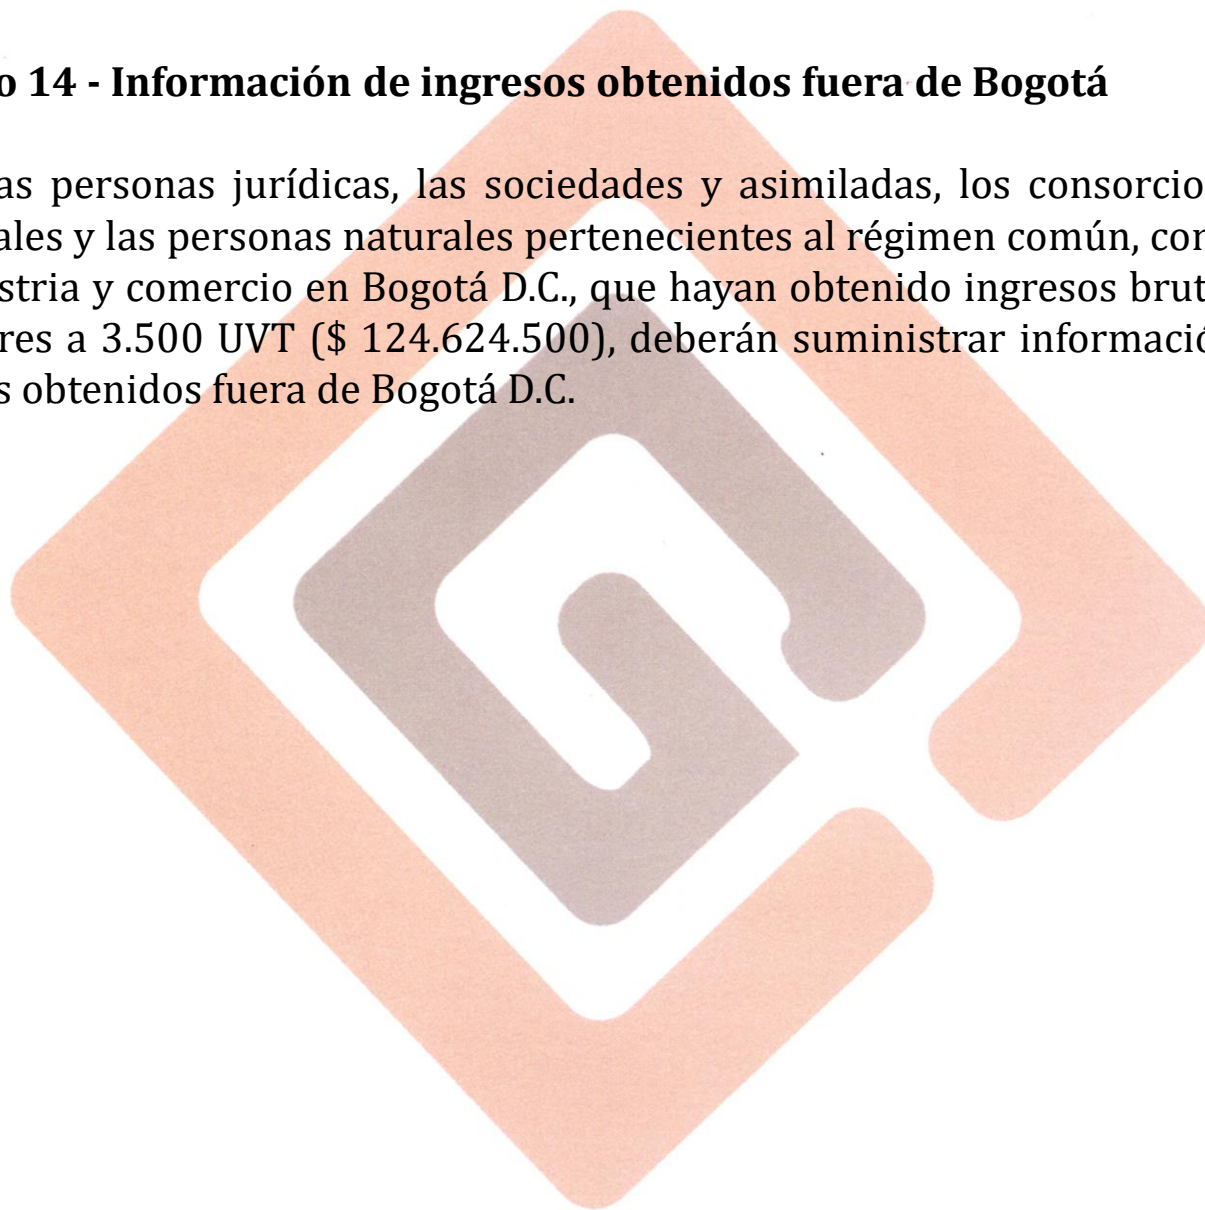 o 14 - Información de ingresos obtenidos fuera de Bogotá
as personas jurídicas, las sociedades y asimiladas, los consorcio
ales y las personas naturales pertenecientes al régimen común, con
stria y comercio en Bogotá D.C., que hayan obtenido ingresos brut
res a 3.500 UVT ($ 124.624.500), deberán suministrar informació
s obtenidos fuera de Bogotá D.C.